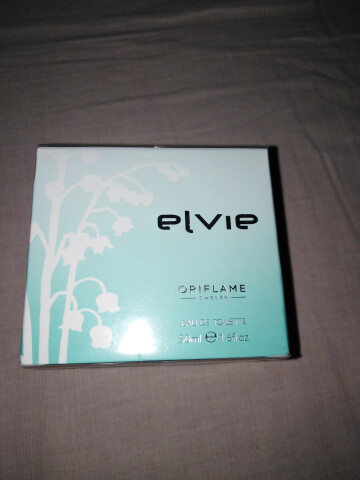 elvie
ORIFLAME
SWEDEN
EAU DE TOILETTE
50ml ℮ 1.6fl.oz